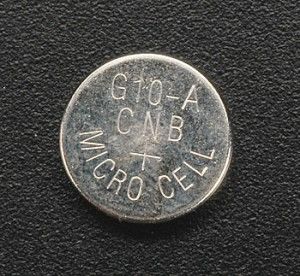 G10-A
CNB
+
MICRO CELL